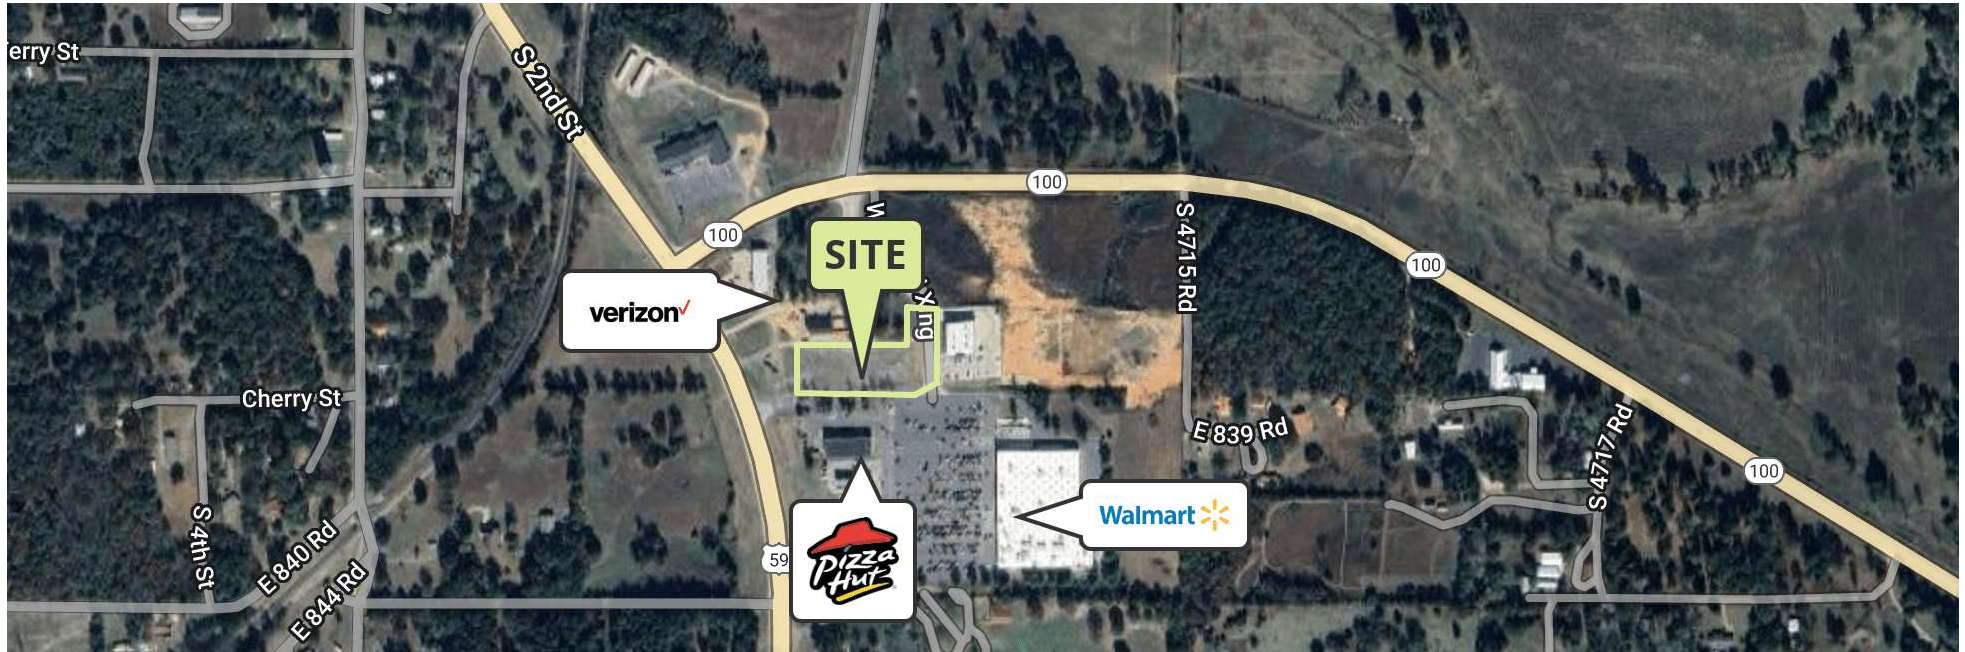 erry St
S 2nd St
100
100
W
S 4715 Rd
SITE
100
verizon
Xing
Cherry St
E 839 Rd
S 4717 Rd
100
S 4th St
E 840 Rd
Walmart
59
Pizza
Hut
E 844 Rd